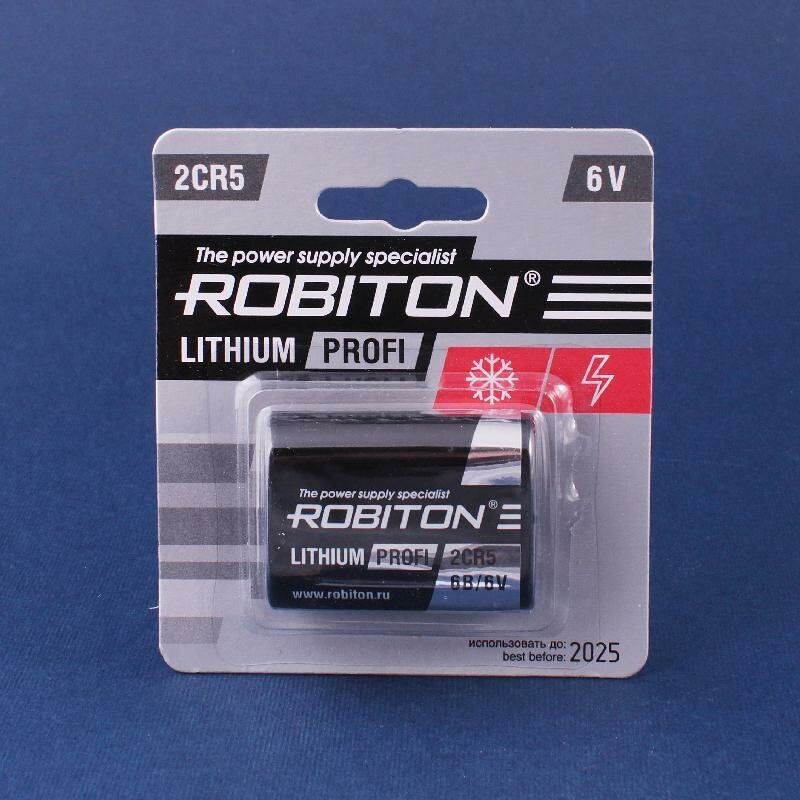 2CR5
6 V
The power supply specialist
ROBITON®
LITHIUM PROFI
The power supply specialist
ROBITON®
LITHIUM PROFI 2CR5
6В/6V
www.robiton.ru
использовать до:
best before: 2025